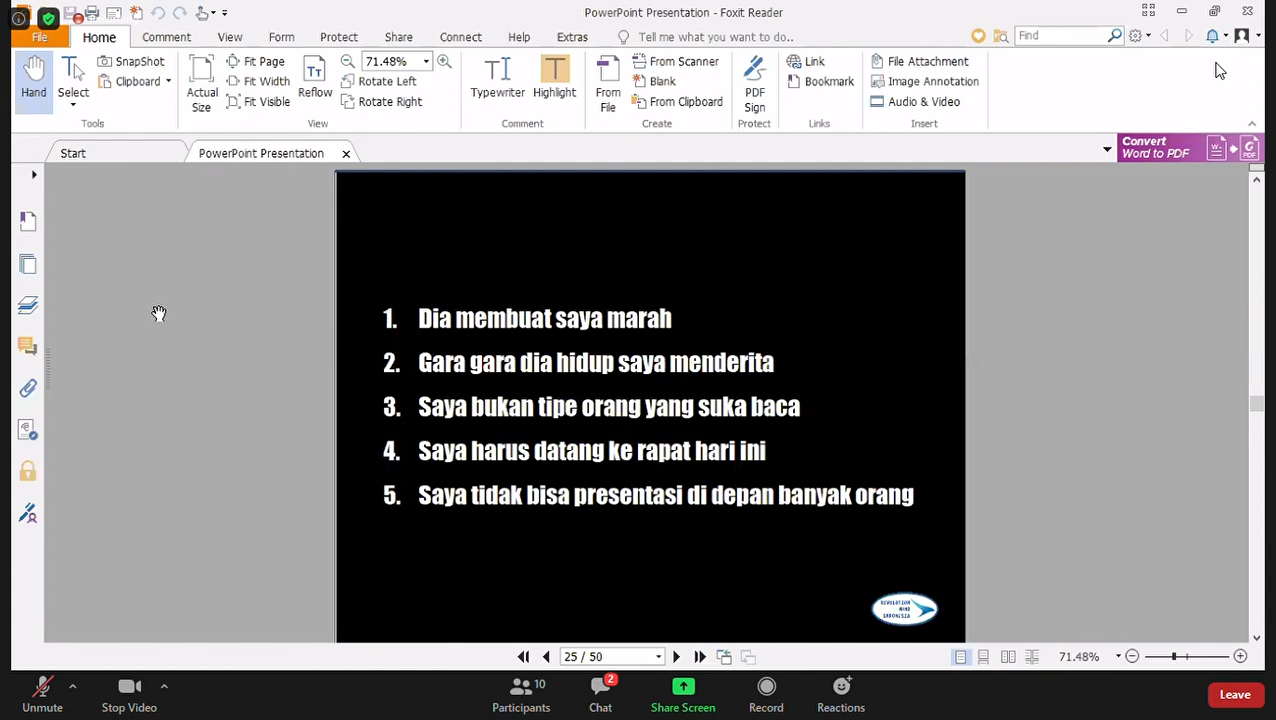 PowerPoint Presentation - Foxit Reader
File Home Comment View Form Protect Share Connect Help Extras Tell me what you want to do.. Find
Hand
Select
SnapShot
Clipboard
Tools
Actual Size
Fit Page
Fit Width
Fit Visible
Reflow
71.48%
Rotate Left
Rotate Right
View
Typewriter
Highlight
Comment
From File
From Scanner
Blank
From Clipboard
Create
PDF Sign
Protect
Link
Bookmark
Links
File Attachment
Image Annotation
Audio & Video
Insert
Start
PowerPoint Presentation
Convert
Word to PDF
1. Dia membuat saya marah
2. Gara gara dia hidup saya menderita
3. Saya bukan tipe orang yang suka baca
4. Saya harus datang ke rapat hari ini
5. Saya tidak bisa presentasi di depan banyak orang
REVOLUTION
MIND
INDONESIA
25 / 50
71.48%
Unmute
Stop Video
10
Participants
2
Chat
Share Screen
Record
Reactions
Leave